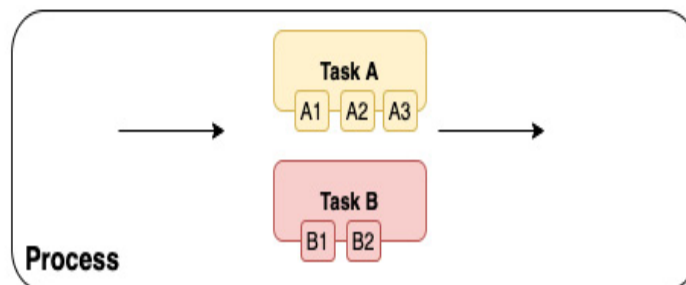 Task A
A1 A2 A3
Task B
B1 B2
Process